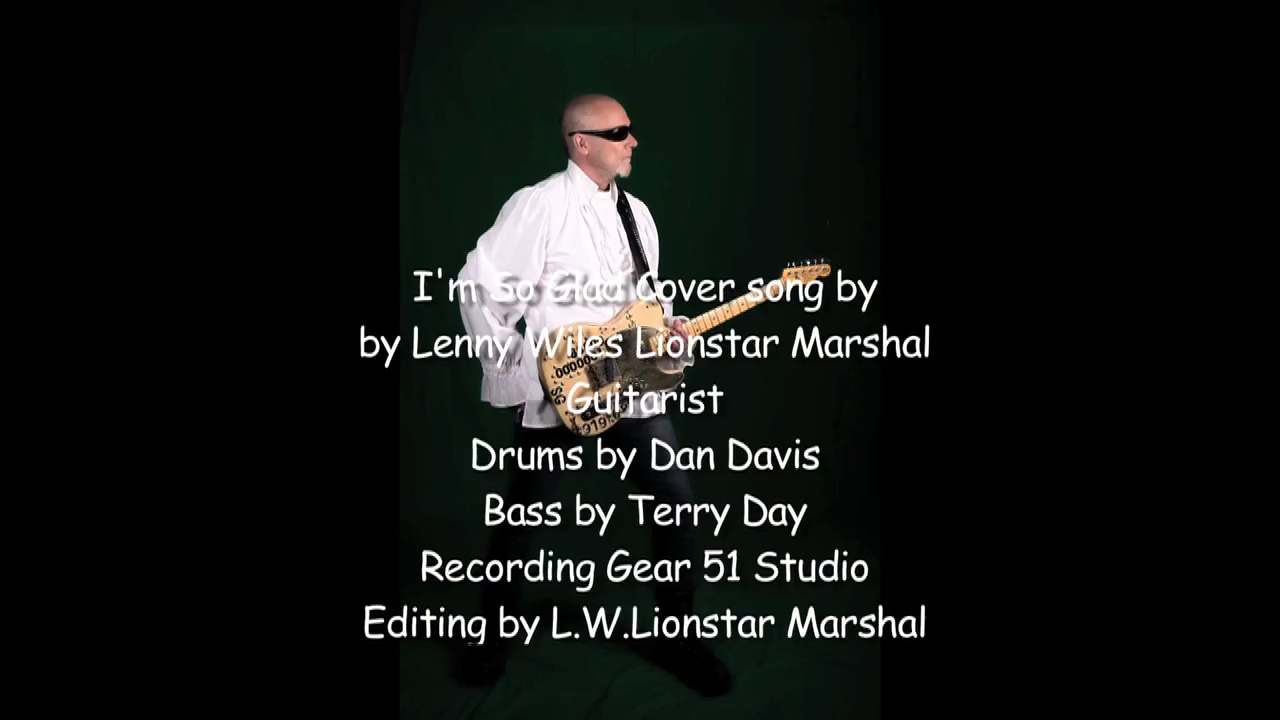 I'm So Glad Cover song by
by Lenny Wiles Lionstar Marshal
Guitarist
Drums by Dan Davis
Bass by Terry Day
Recording Gear 51 Studio
Editing by L.W.Lionstar Marshal